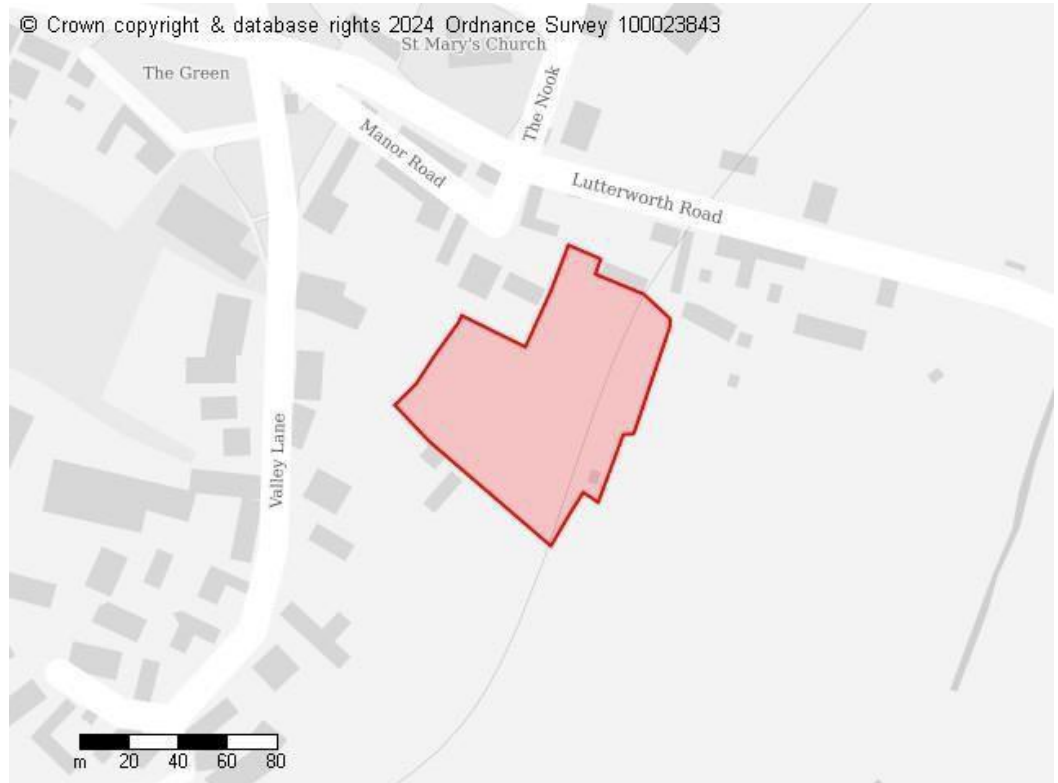 © Crown copyright & database rights 2024 Ordnance Survey 100023843
St Mary's Church
The Green
The Nook
Manor Road
Lutterworth Road
Valley Lane
m 20 40 60 80